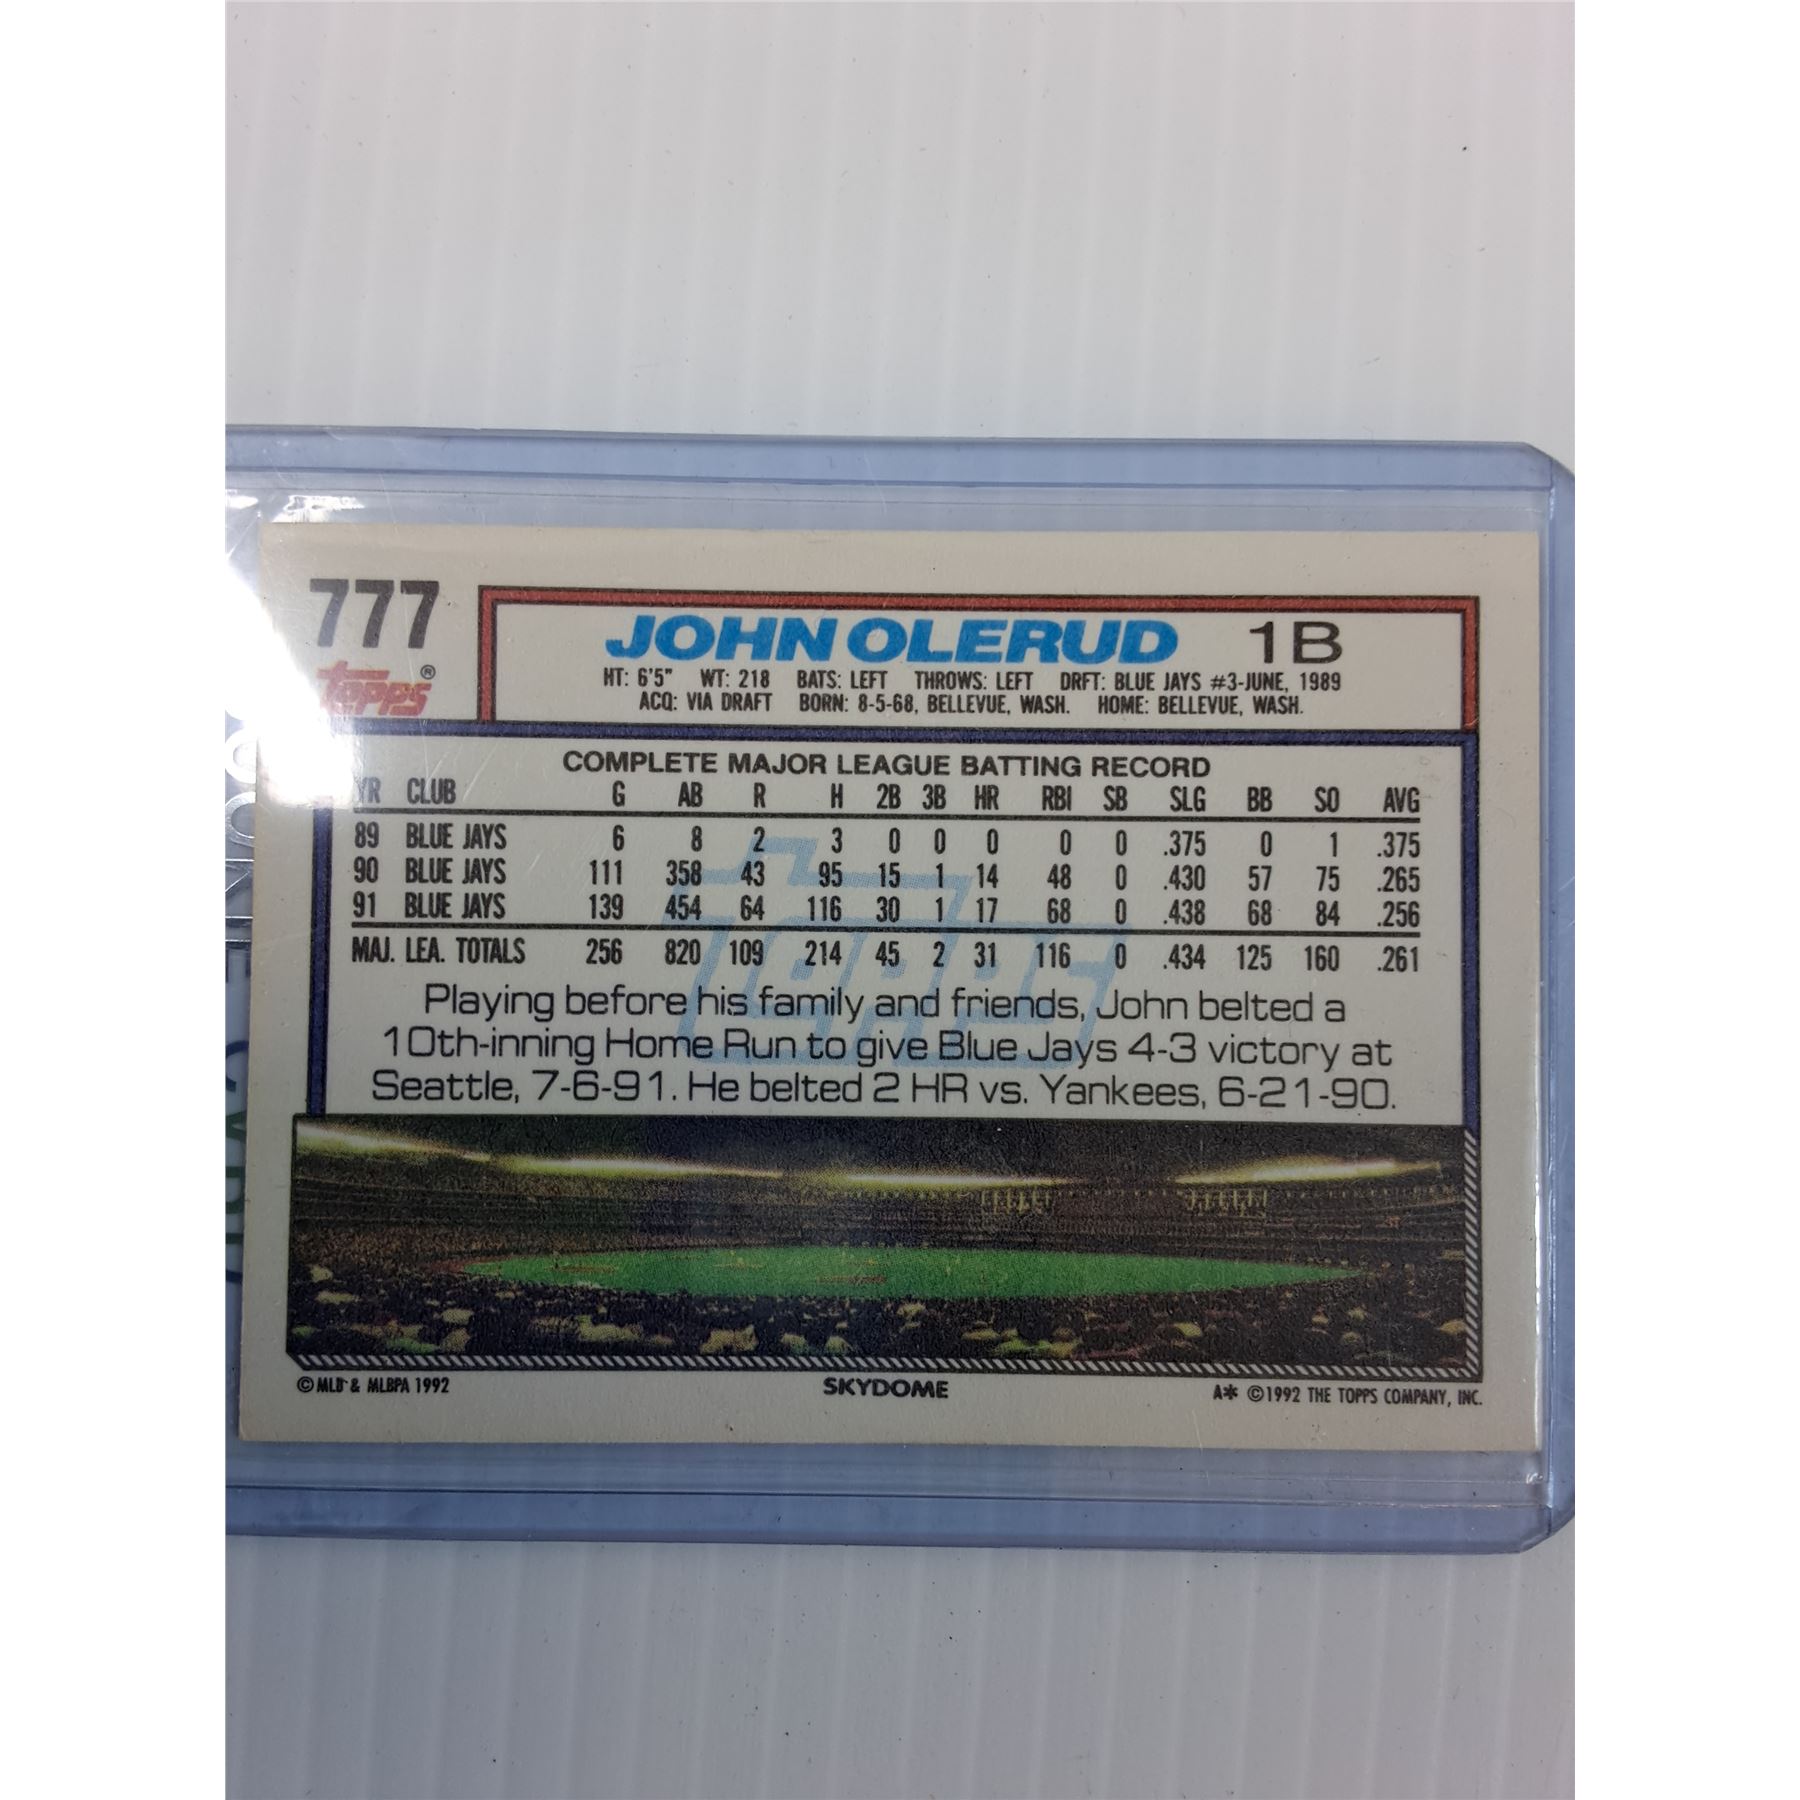 777
topps®
JOHN OLERUD 1B
HT: 6'5" WT: 218 BATS: LEFT THROWS: LEFT DRFT: BLUE JAYS #3-JUNE, 1989
ACQ: VIA DRAFT BORN: 8-5-68, BELLEVUE, WASH. HOME: BELLEVUE, WASH.
COMPLETE MAJOR LEAGUE BATTING RECORD
YR CLUB G AB R H 2B 3B HR RBI SB SLG BB SO AVG
89 BLUE JAYS 6 8 2 3 0 0 0 0 0 .375 0 1 .375
90 BLUE JAYS 111 358 43 95 15 1 14 48 0 .430 57 75 .265
91 BLUE JAYS 139 454 64 116 30 1 17 68 0 .438 68 84 .256
MAJ. LEA. TOTALS 256 820 109 214 45 2 31 116 0 .434 125 160 .261
topps
Playing before his family and friends, John belted a
10th-inning Home Run to give Blue Jays 4-3 victory at
Seattle, 7-6-91. He belted 2 HR vs. Yankees, 6-21-90.
© MLB & MLBPA 1992 SKYDOME A* ©1992 THE TOPPS COMPANY, INC.